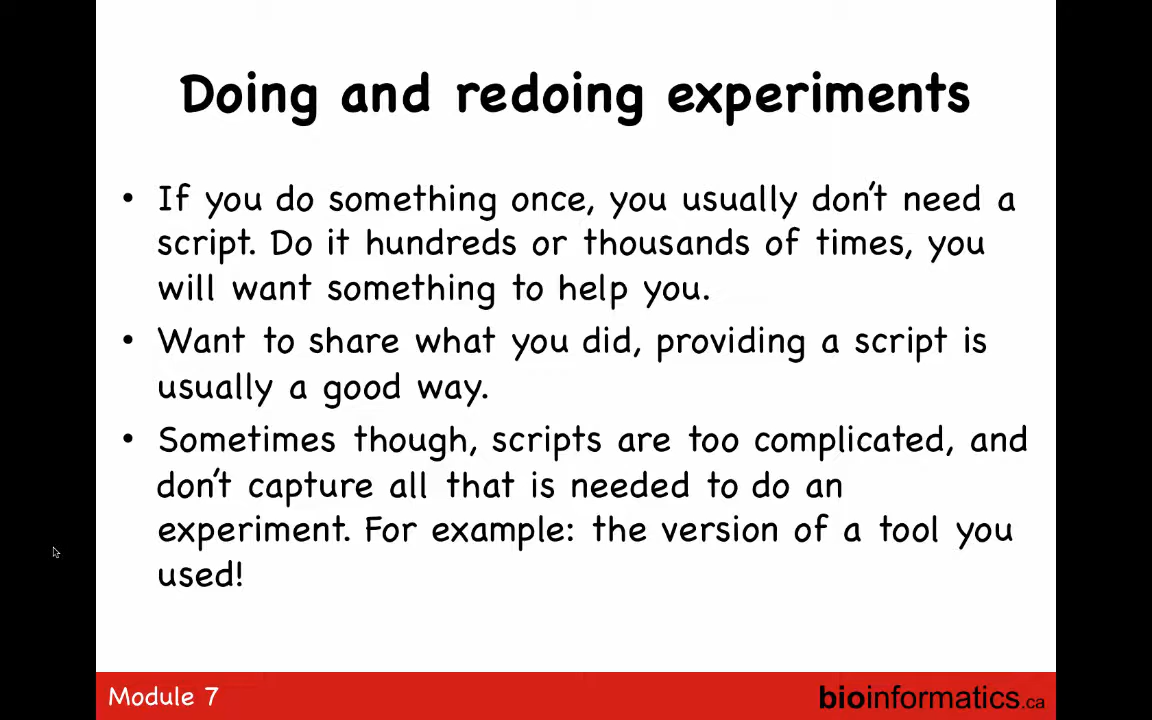 Doing and redoing experiments
• If you do something once, you usually don't need a
script. Do it hundreds or thousands of times, you
will want something to help you.
• Want to share what you did, providing a script is
usually a good way.
• Sometimes though, scripts are too complicated, and
don't capture all that is needed to do an
experiment. For example: the version of a tool you
used!
Module 7
bioinformatics.ca